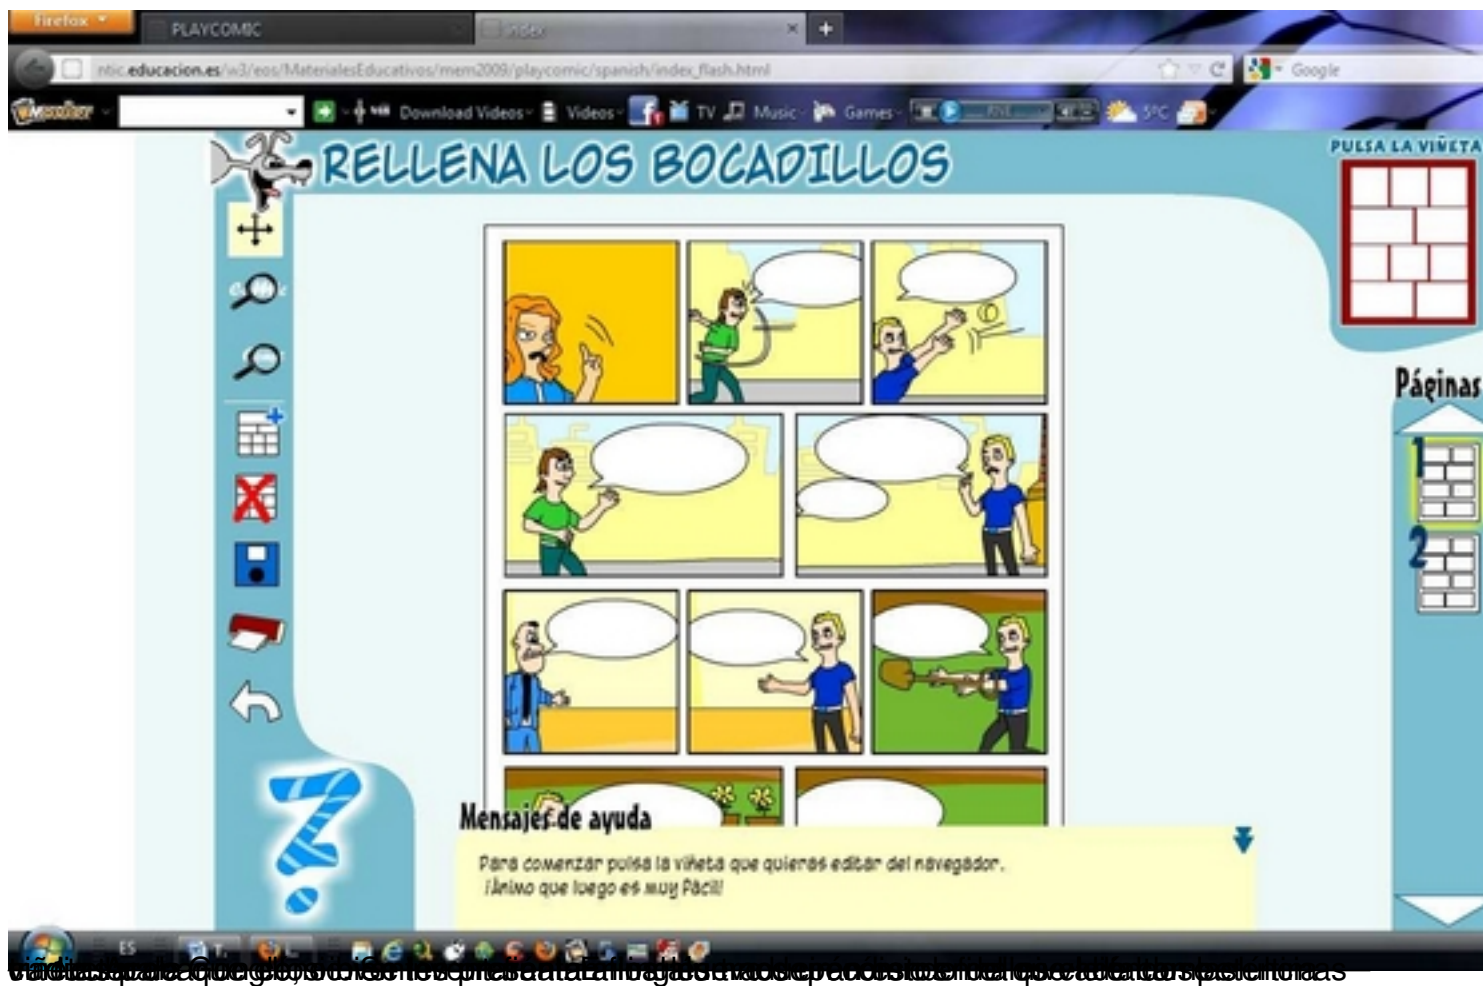 Firefox
PLAYCOMIC
index
ntic.educacion.es/w3/eos/MaterialesEducativos/mem2009/playcomic/spanish/index_flash.html
Google
Download Videos
Videos
TV
Music
Games
5°C
RELLENA LOS BOCADILLOS
PULSA LA VIÑETA
Páginas
1
2
Mensajes de ayuda
Para comenzar pulsa la viñeta que quieras editar del navegador.
¡Ánimo que luego es muy fácil!
ES
T...
L...